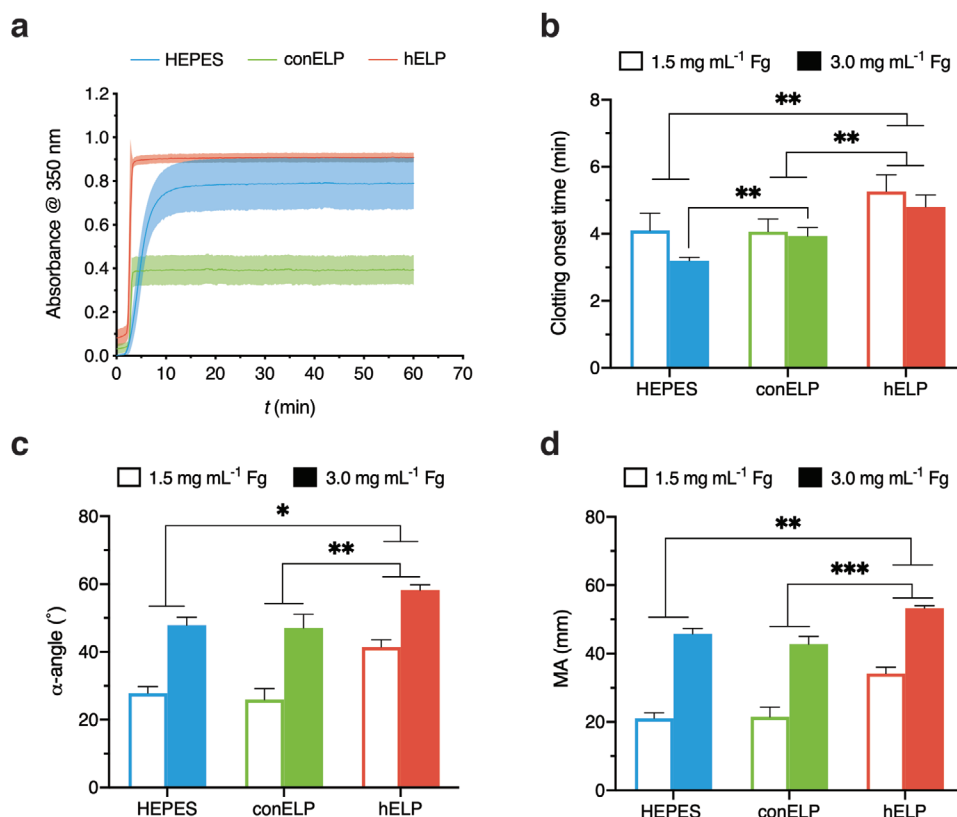 a
HEPES conELP hELP
1.2
1.0
0.8
0.6
0.4
0.2
0.0
0 10 20 30 40 50 60 70
Absorbance @ 350 nm
t (min)
b
1.5 mg mL⁻¹ Fg 3.0 mg mL⁻¹ Fg
8
6
4
2
0
Clotting onset time (min)
**
**
**
HEPES conELP hELP
c
1.5 mg mL⁻¹ Fg 3.0 mg mL⁻¹ Fg
80
60
40
20
0
α-angle (°)
*
**
HEPES conELP hELP
d
1.5 mg mL⁻¹ Fg 3.0 mg mL⁻¹ Fg
80
60
40
20
0
MA (mm)
**
***
HEPES conELP hELP